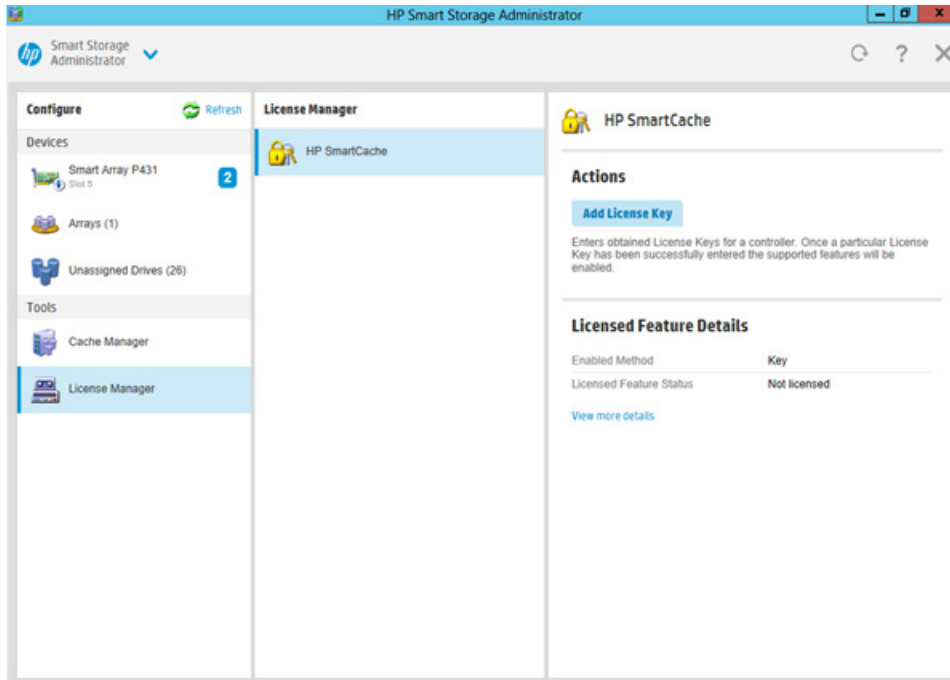 HP Smart Storage Administrator
hp
Smart Storage
Administrator
?
Configure
Refresh
Devices
Smart Array P431
Slot 5
2
Arrays (1)
Unassigned Drives (26)
Tools
Cache Manager
License Manager
License Manager
HP SmartCache
HP SmartCache
Actions
Add License Key
Enters obtained License Keys for a controller. Once a particular License
Key has been successfully entered the supported features will be
enabled.
Licensed Feature Details
Enabled Method Key
Licensed Feature Status Not licensed
View more details